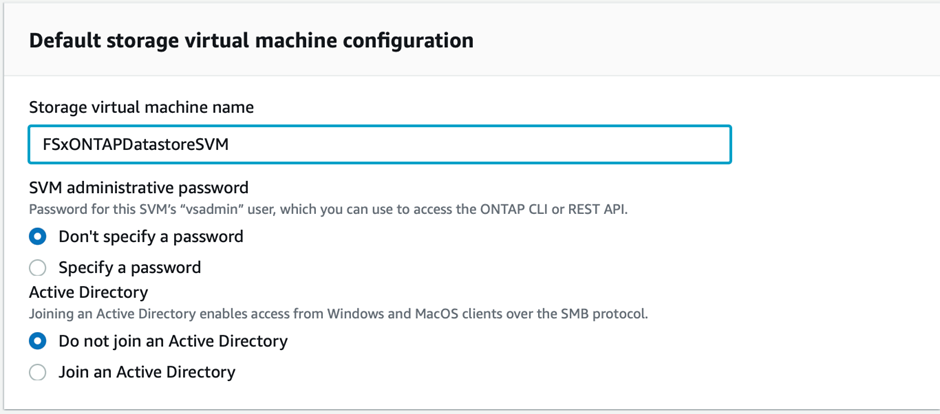 Default storage virtual machine configuration
Storage virtual machine name
FSxONTAPDatastoreSVM
SVM administrative password
Password for this SVM's “vsadmin” user, which you can use to access the ONTAP CLI or REST API.
Don't specify a password
Specify a password
Active Directory
Joining an Active Directory enables access from Windows and MacOS clients over the SMB protocol.
Do not join an Active Directory
Join an Active Directory